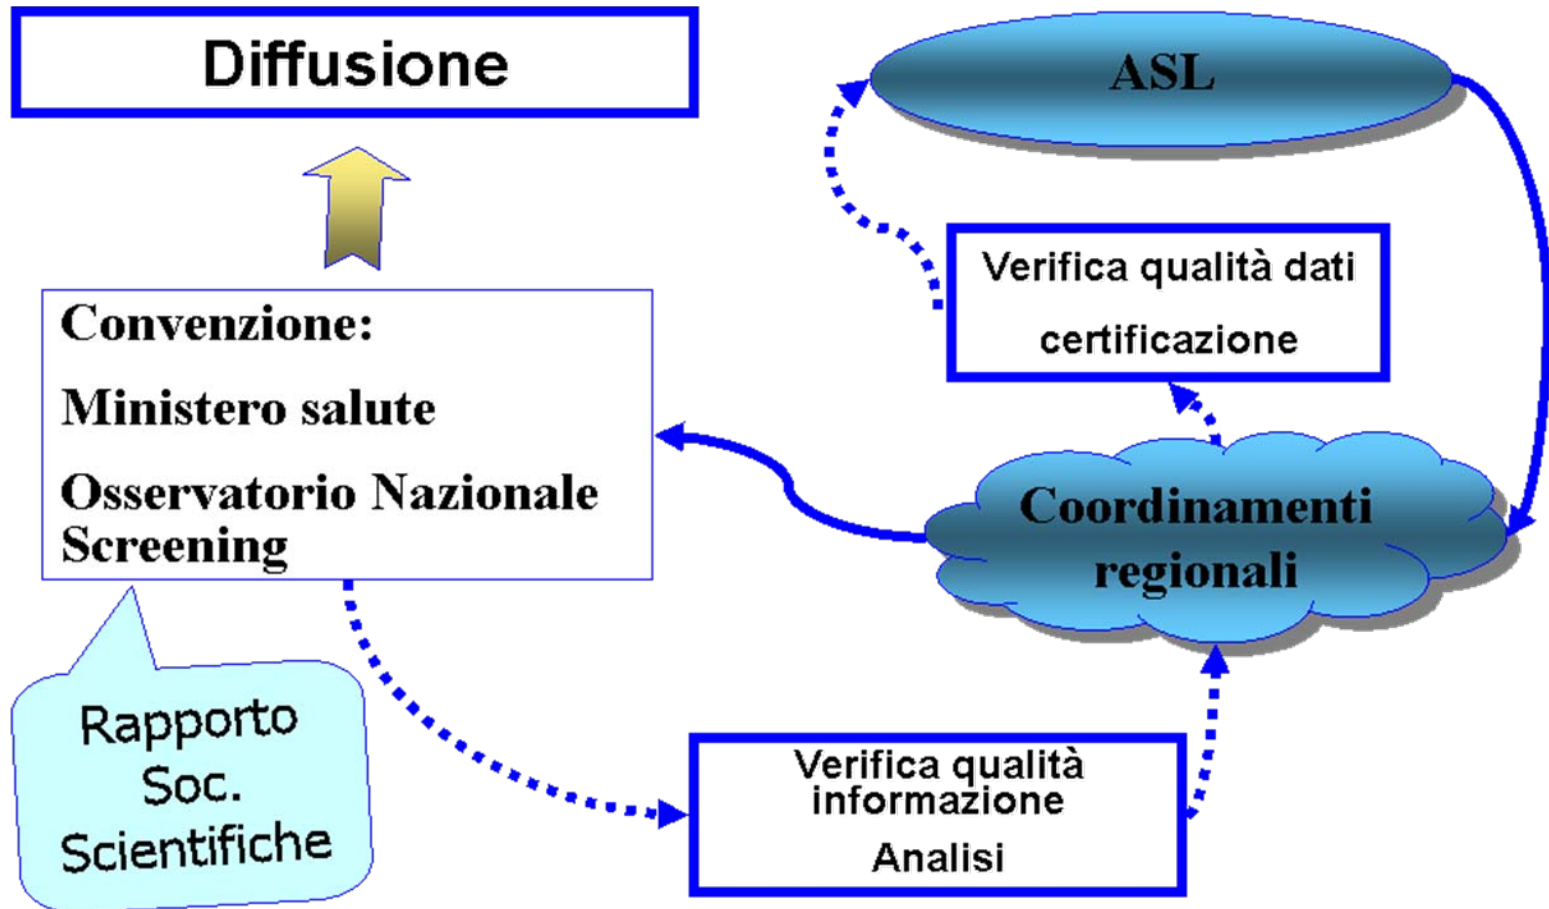 Diffusione
ASL
Verifica qualità dati
certificazione
Convenzione:
Ministero salute
Osservatorio Nazionale
Screening
Coordinamenti
regionali
Rapporto
Soc.
Scientifiche
Verifica qualità
informazione
Analisi